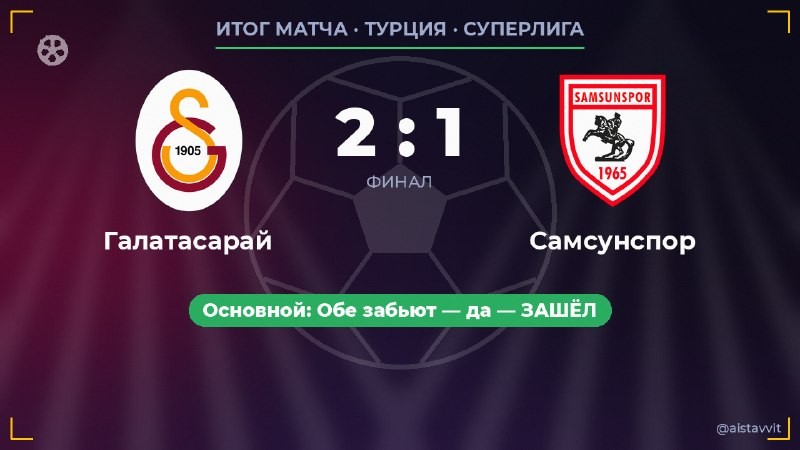 ИТОГ МАТЧА · ТУРЦИЯ · СУПЕРЛИГА
1905
2 : 1
SAMSUNSPOR
1965
ФИНАЛ
Галатасарай
Самсунспор
Основной: Обе забьют — да — ЗАШЁЛ
@aistavvit